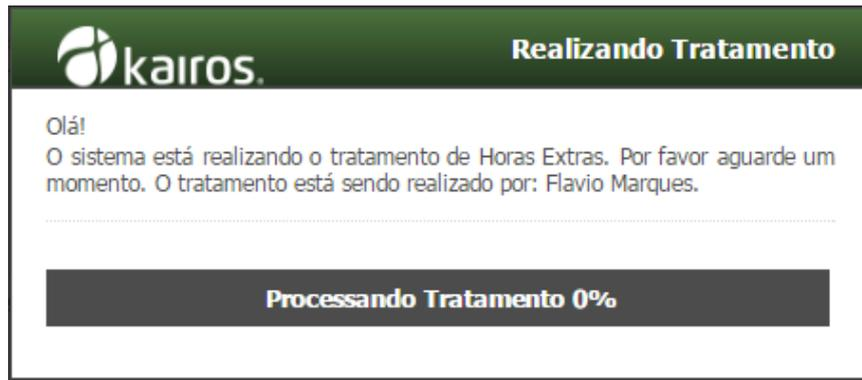 kairos.
Realizando Tratamento
Olá!
O sistema está realizando o tratamento de Horas Extras. Por favor aguarde um
momento. O tratamento está sendo realizado por: Flavio Marques.
Processando Tratamento 0%